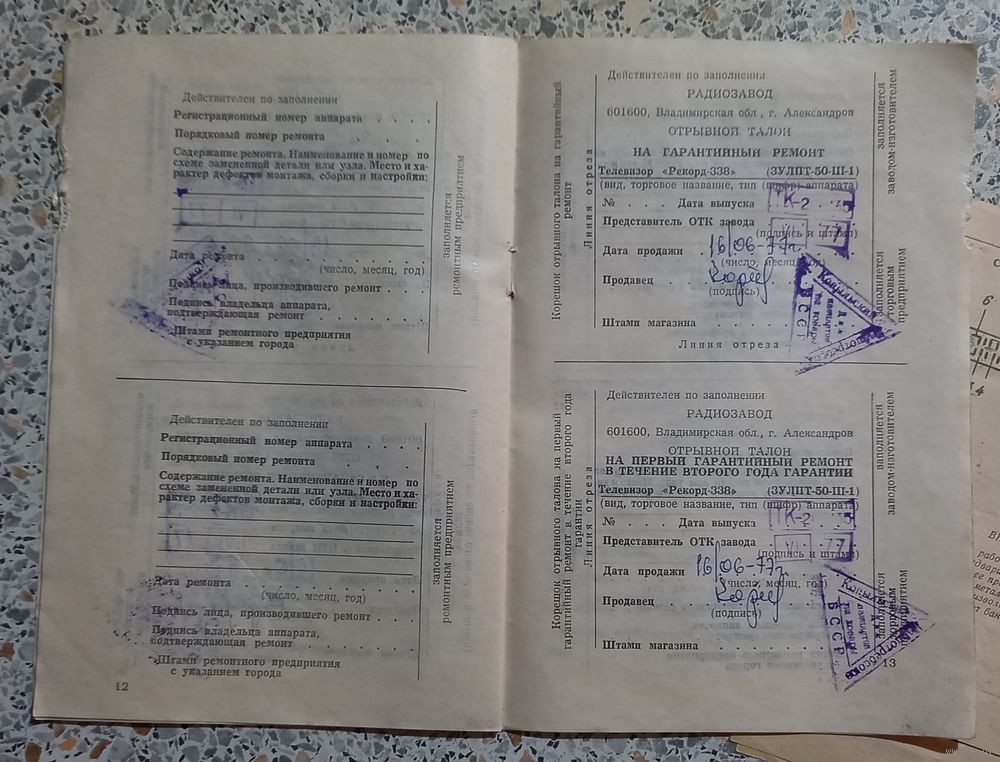 Действителен по заполнении
Регистрационный номер аппарата . . . .
Порядковый номер ремонта . . . .
Содержание ремонта. Наименование и номер по
схеме замененной детали или узла. Место и ха-
рактер дефектов монтажа, сборки и настройки:
Дата ремонта
(число, месяц, год)
Подпись лица, производившего ремонт . . .
Подпись владельца аппарата,
подтверждающая ремонт . . . .
Штамп ремонтного предприятия
с указанием города
заполняется
ремонтным предприятием
Действителен по заполнении
Регистрационный номер аппарата . . . .
Порядковый номер ремонта . . . .
Содержание ремонта. Наименование и номер по
схеме замененной детали или узла. Место и ха-
рактер дефектов монтажа, сборки и настройки:
Дата ремонта
(число, месяц, год)
Подпись лица, производившего ремонт . . .
Подпись владельца аппарата,
подтверждающая ремонт . . . .
Штамп ремонтного предприятия
с указанием города
заполняется
ремонтным предприятием
12
Корешок отрывного талона на гарантийный
ремонт
Линия отреза
Действителен по заполнении
РАДИОЗАВОД
601600, Владимирская обл., г. Александров
ОТРЫВНОЙ ТАЛОН
НА ГАРАНТИЙНЫЙ РЕМОНТ
Телевизор «Рекорд-338» (3УЛПТ-50-III-1)
(вид, торговое название, тип (шифр) аппарата)
№ . . . . Дата выпуска
ТК-2
Представитель ОТК завода
(подпись и штамп)
77
Дата продажи 16/06-77г.
(число, месяц, год)
Продавец
(подпись)
Штамп магазина . . . . . .
БССР
Линия отреза
заполняется
заводом-изготовителем
заполняется
торговым
предприятием
Корешок отрывного талона на первый
гарантийный ремонт в течение второго года
гарантии
Линия отреза
Действителен по заполнении
РАДИОЗАВОД
601600, Владимирская обл., г. Александров
ОТРЫВНОЙ ТАЛОН
НА ПЕРВЫЙ ГАРАНТИЙНЫЙ РЕМОНТ
В ТЕЧЕНИЕ ВТОРОГО ГОДА ГАРАНТИИ
Телевизор «Рекорд-338» (3УЛПТ-50-III-1)
(вид, торговое название, тип (шифр) аппарата)
№ . . . . Дата выпуска
ТК-2
Представитель ОТК завода
VI 77
(подпись и штамп)
Дата продажи 16/06-77г.
(число, месяц, год)
Продавец
(подпись)
Штамп магазина . . . . . .
БССР
заполняется
заводом-изготовителем
заполняется
торговым
предприятием
13